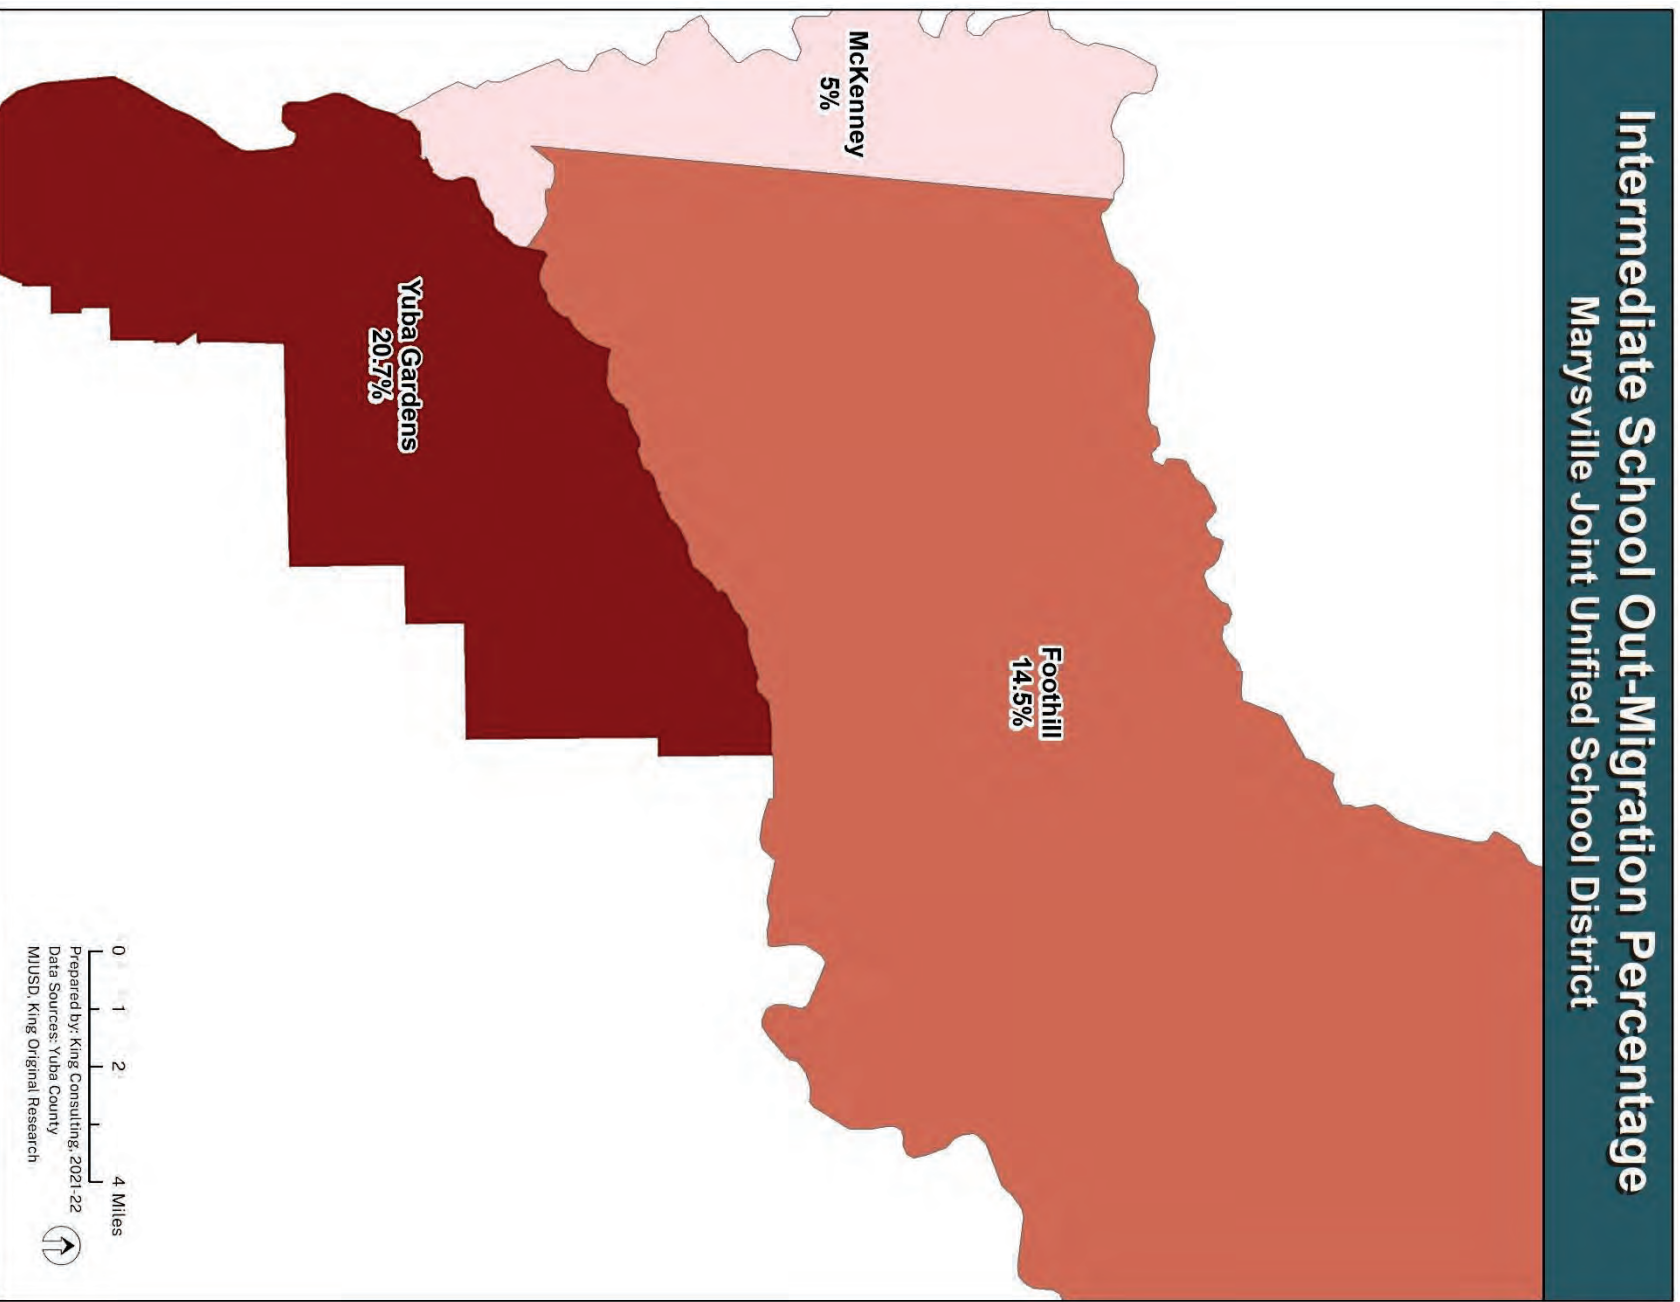 Intermediate School Out-Migration Percentage
Marysville Joint Unified School District
McKenney
5%
Foothill
14.5%
Yuba Gardens
20.7%
0 1 2 4 Miles
Prepared by: King Consulting, 2021-22
Data Sources: Yuba County
MJUSD, King Original Research